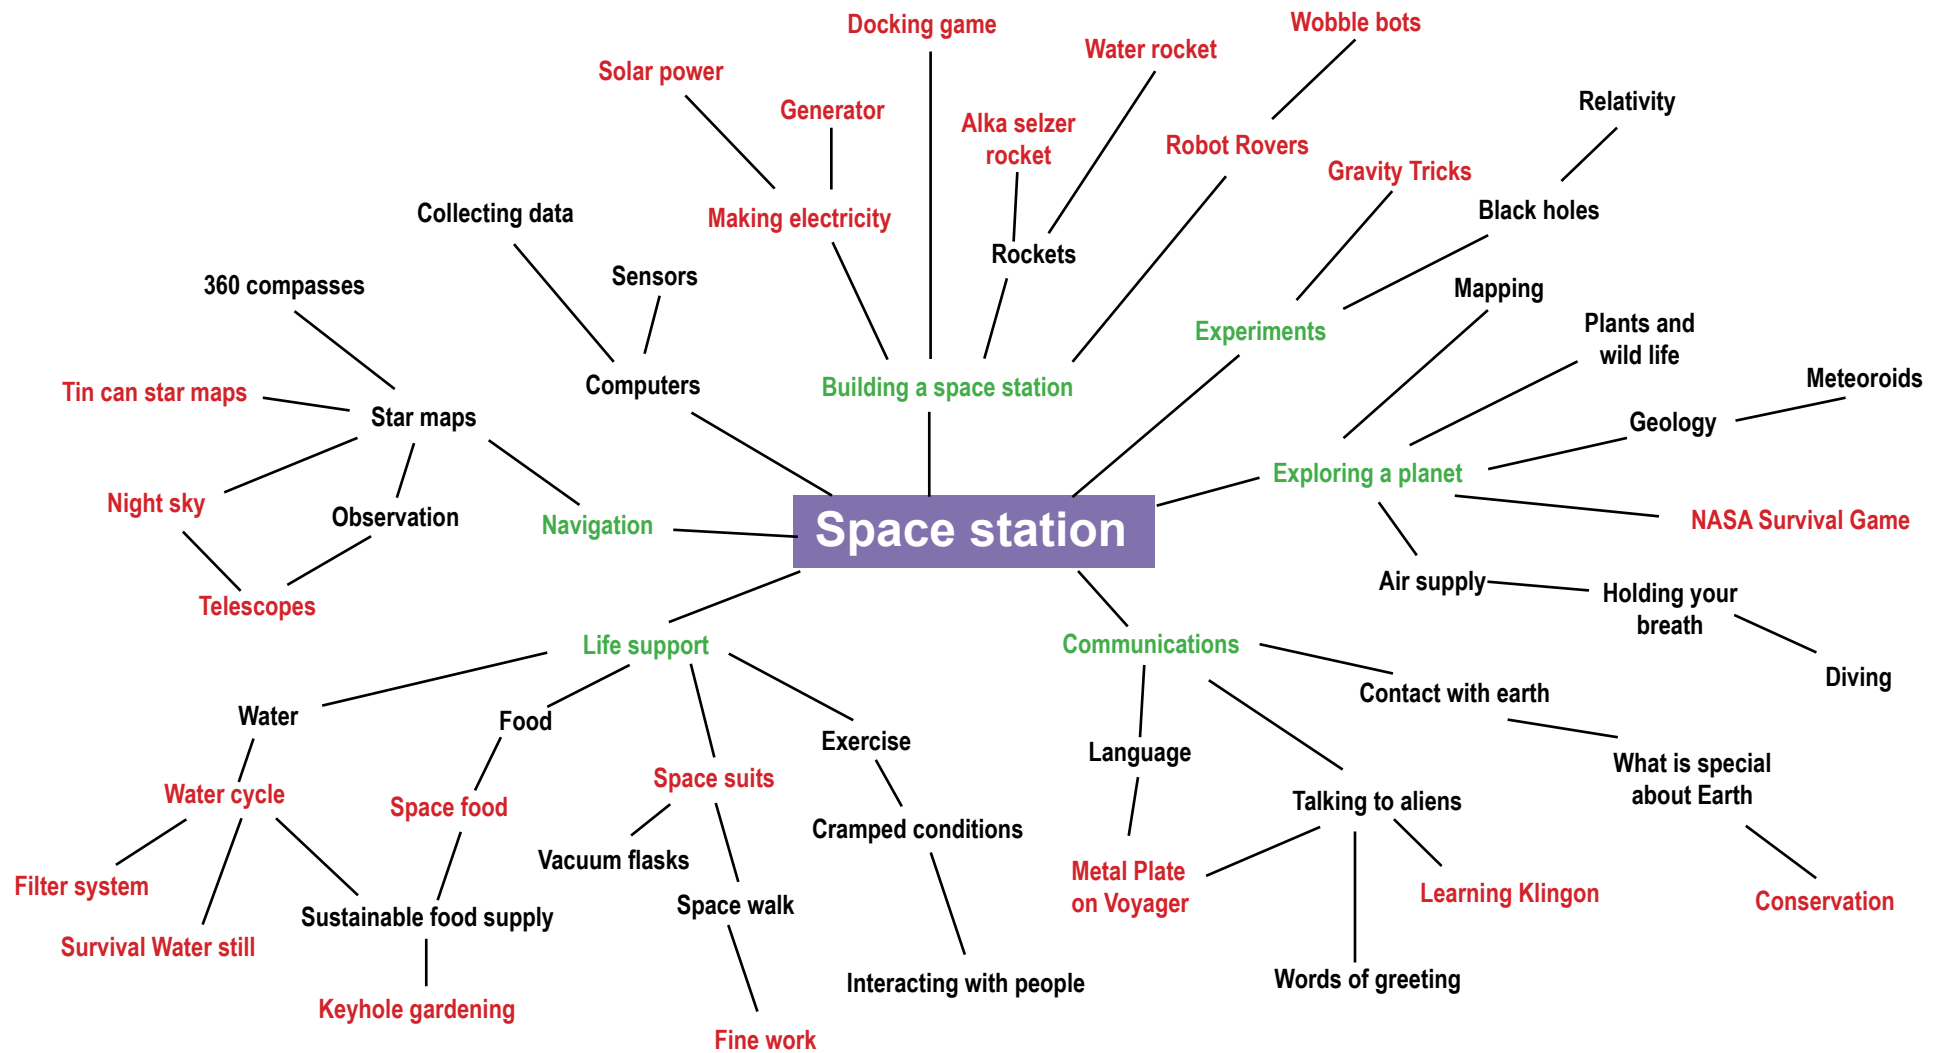 Docking game
Wobble bots
Water rocket
Solar power
Relativity
Generator
Alka selzer
rocket
Robot Rovers
Gravity Tricks
Collecting data
Making electricity
Black holes
Rockets
Sensors
360 compasses
Mapping
Experiments
Plants and
wild life
Meteoroids
Computers
Building a space station
Tin can star maps
Star maps
Geology
Exploring a planet
Night sky
Observation
Navigation
Space station
NASA Survival Game
Air supply
Holding your
breath
Telescopes
Life support
Communications
Diving
Contact with earth
Water
Food
Exercise
Language
What is special
about Earth
Space suits
Water cycle
Space food
Talking to aliens
Cramped conditions
Vacuum flasks
Metal Plate
on Voyager
Filter system
Learning Klingon
Conservation
Space walk
Sustainable food supply
Survival Water still
Interacting with people
Words of greeting
Keyhole gardening
Fine work